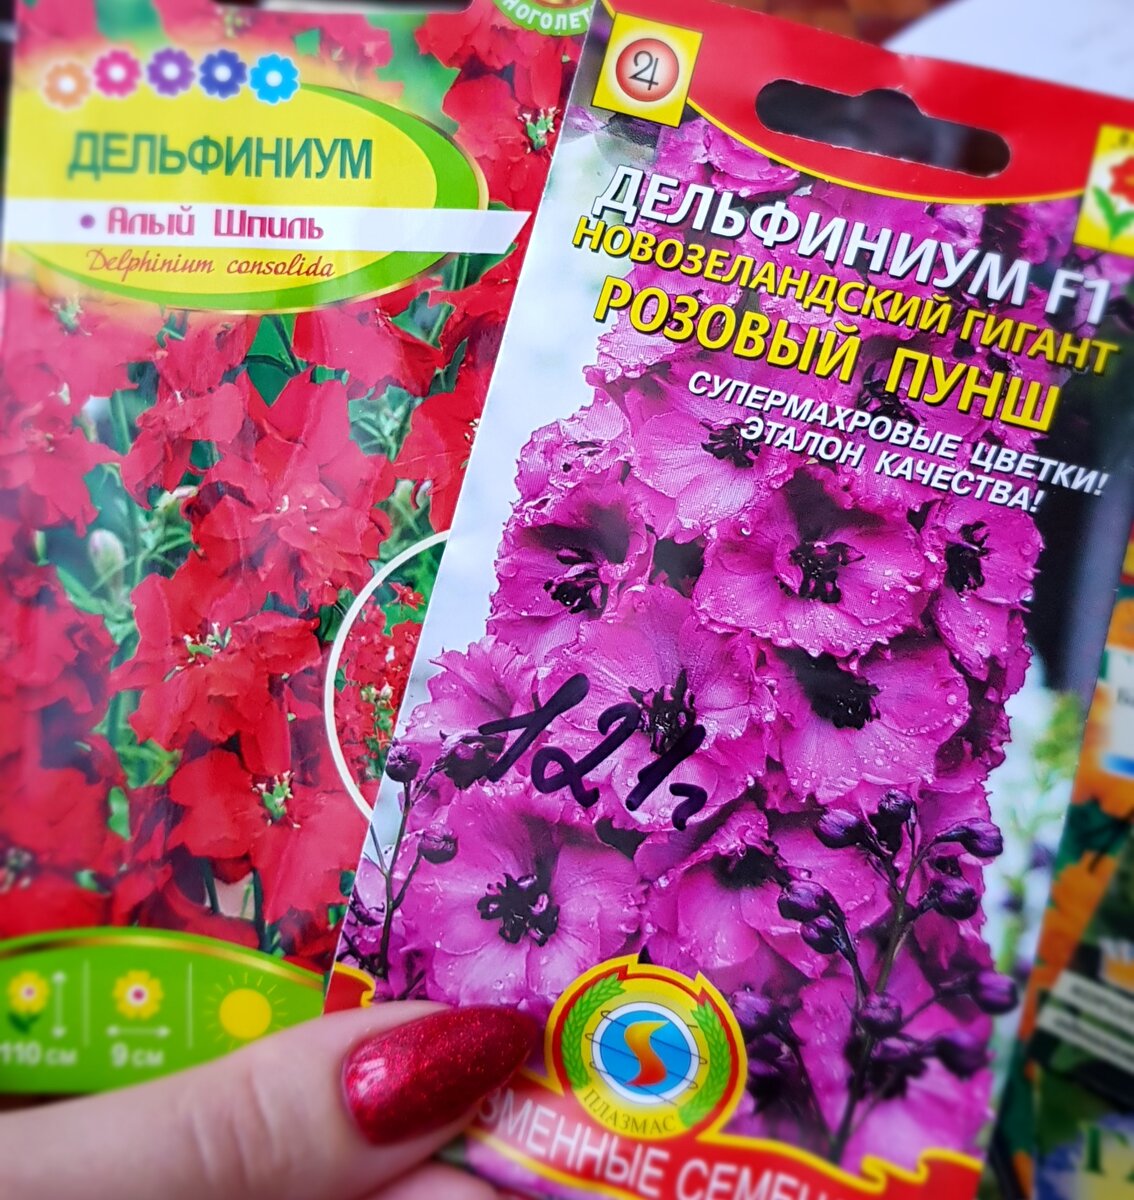 ДЕЛЬФИНИУМ
• Алый Шпиль
Delphinium consolida
110 см
9 см
ДЕЛЬФИНИУМ F1
НОВОЗЕЛАНДСКИЙ ГИГАНТ
РОЗОВЫЙ ПУНШ
СУПЕРМАХРОВЫЕ ЦВЕТКИ!
ЭТАЛОН КАЧЕСТВА!
121г
ПЛАЗМАС